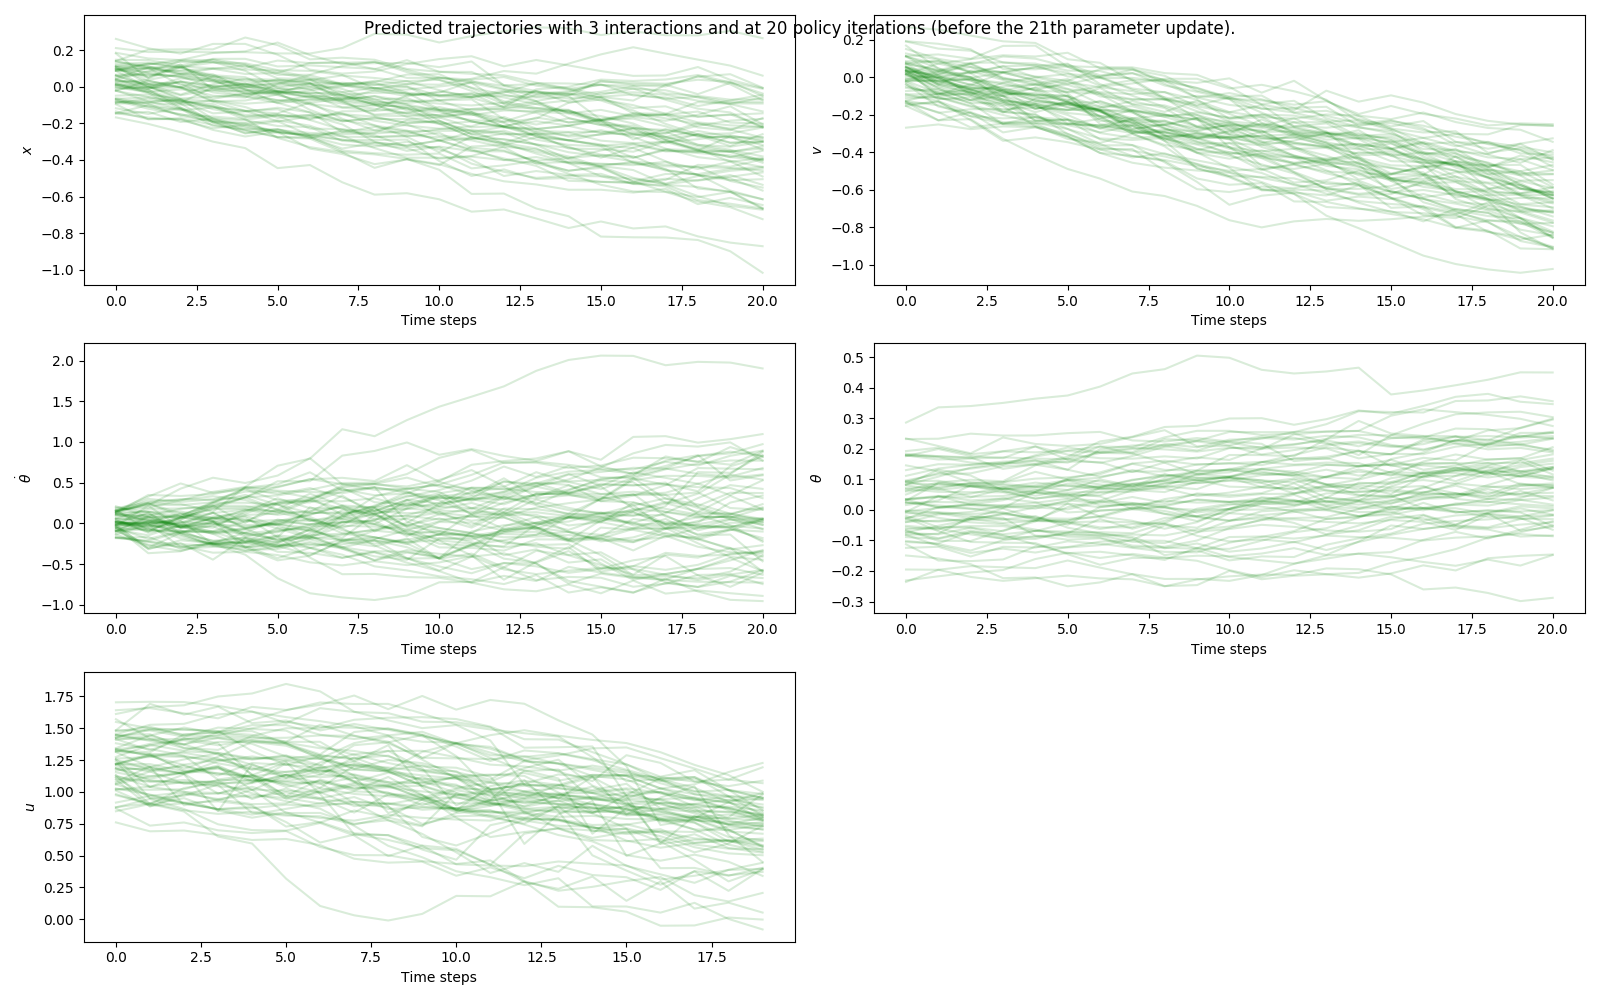 Predicted trajectories with 3 interactions and at 20 policy iterations (before the 21th parameter update).
0.2
0.0
−0.2
−0.4
−0.6
−0.8
−1.0
x
0.0 2.5 5.0 7.5 10.0 12.5 15.0 17.5 20.0
Time steps
0.2
0.0
−0.2
−0.4
−0.6
−0.8
−1.0
v
0.0 2.5 5.0 7.5 10.0 12.5 15.0 17.5 20.0
Time steps
2.0
1.5
1.0
0.5
0.0
−0.5
−1.0
θ̇
0.0 2.5 5.0 7.5 10.0 12.5 15.0 17.5 20.0
Time steps
0.5
0.4
0.3
0.2
0.1
0.0
−0.1
−0.2
−0.3
θ
0.0 2.5 5.0 7.5 10.0 12.5 15.0 17.5 20.0
Time steps
1.75
1.50
1.25
1.00
0.75
0.50
0.25
0.00
u
0.0 2.5 5.0 7.5 10.0 12.5 15.0 17.5
Time steps